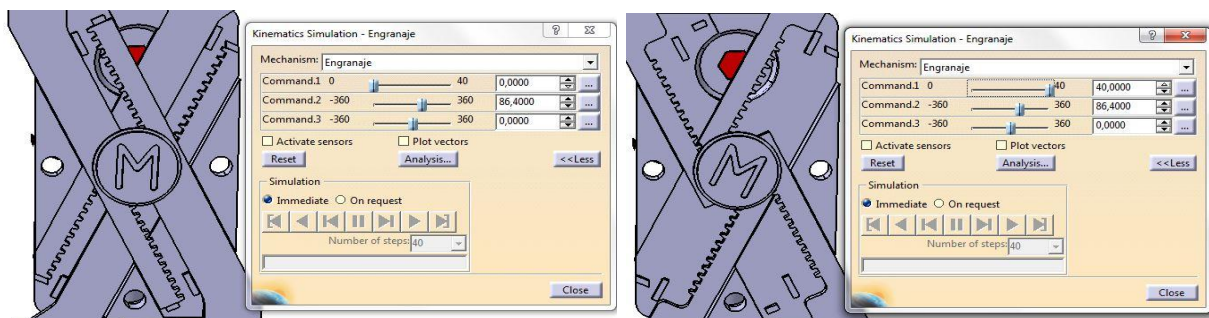 M
Kinematics Simulation - Engranaje
Mechanism: Engranaje
Command.1 0 40 0,0000 ...
Command.2 -360 360 86,4000 ...
Command.3 -360 360 0,0000 ...
Activate sensors Plot vectors
Reset Analysis... <<Less
Simulation
Immediate On request
Number of steps: 40
Close
M
Kinematics Simulation - Engranaje
Mechanism: Engranaje
Command.1 0 40 40,0000 ...
Command.2 -360 360 86,4000 ...
Command.3 -360 360 0,0000 ...
Activate sensors Plot vectors
Reset Analysis... <<Less
Simulation
Immediate On request
Number of steps: 40
Close